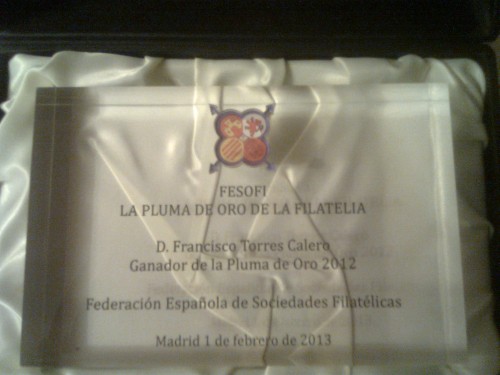 FESOFI
LA PLUMA DE ORO DE LA FILATELIA
D. Francisco Torres Calero
Ganador de la Pluma de Oro 2012
Federación Española de Sociedades Filatélicas
Madrid 1 de febrero de 2013